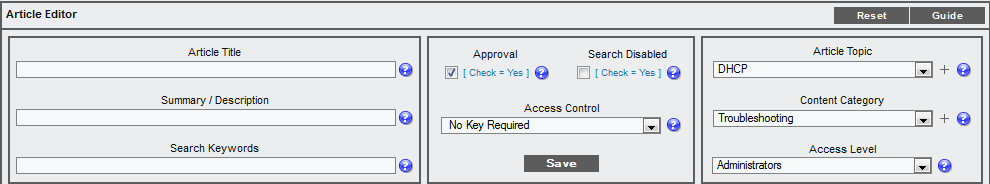 Article Editor
Reset
Guide
Article Title
Summary / Description
Search Keywords
Approval
[ Check = Yes ]
Search Disabled
[ Check = Yes ]
Access Control
No Key Required
Save
Article Topic
DHCP
Content Category
Troubleshooting
Access Level
Administrators